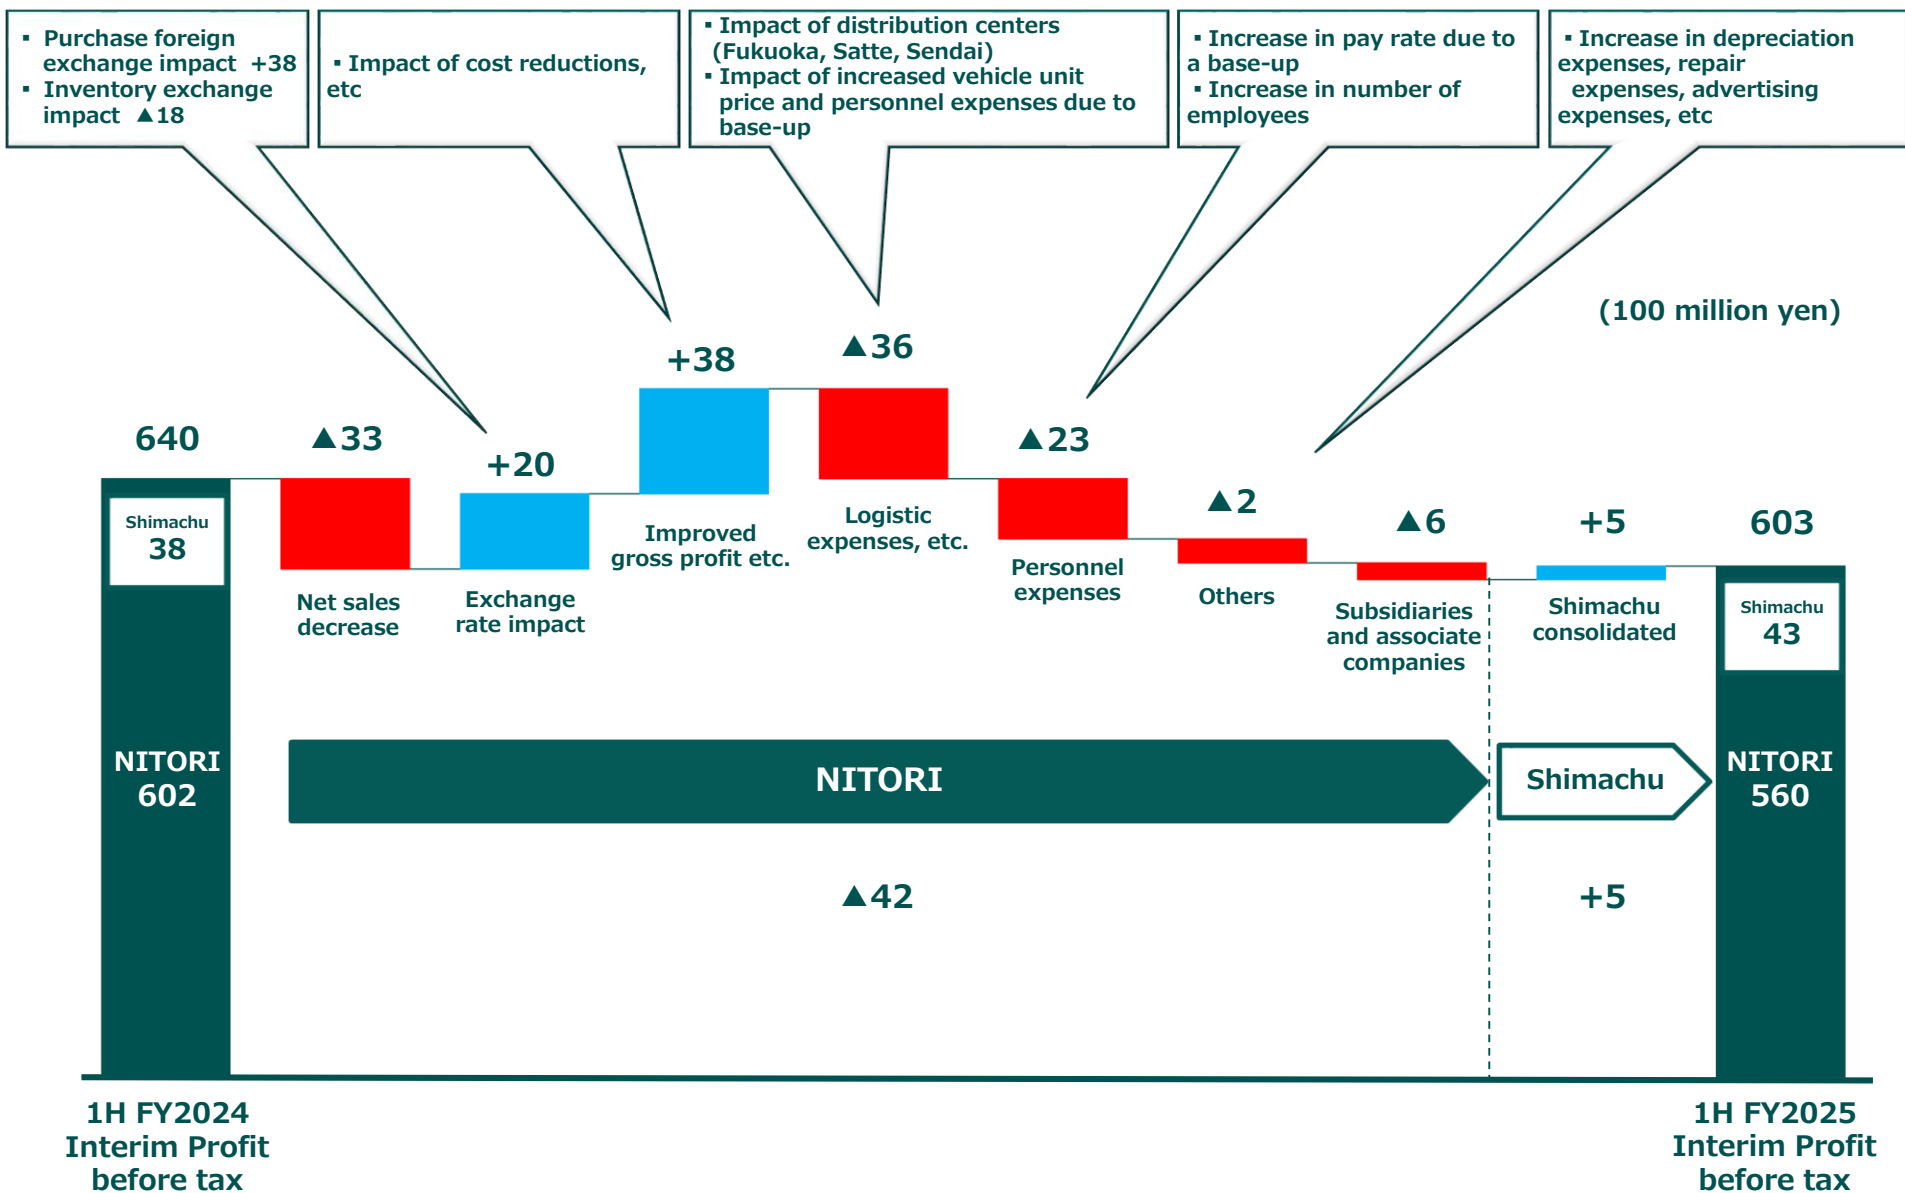 ▪ Purchase foreign
exchange impact +38
▪ Inventory exchange
impact ▲18
▪ Impact of cost reductions,
etc
▪ Impact of distribution centers
(Fukuoka, Satte, Sendai)
▪ Impact of increased vehicle unit
price and personnel expenses due to
base-up
▪ Increase in pay rate due to
a base-up
▪ Increase in number of
employees
▪ Increase in depreciation
expenses, repair
expenses, advertising
expenses, etc
(100 million yen)
640
▲33
+20
+38
▲36
▲23
▲2
▲6
+5
603
Shimachu
38
NITORI
602
Net sales
decrease
Exchange
rate impact
Improved
gross profit etc.
Logistic
expenses, etc.
Personnel
expenses
Others
Subsidiaries
and associate
companies
Shimachu
consolidated
Shimachu
43
NITORI
560
NITORI
Shimachu
▲42
+5
1H FY2024
Interim Profit
before tax
1H FY2025
Interim Profit
before tax